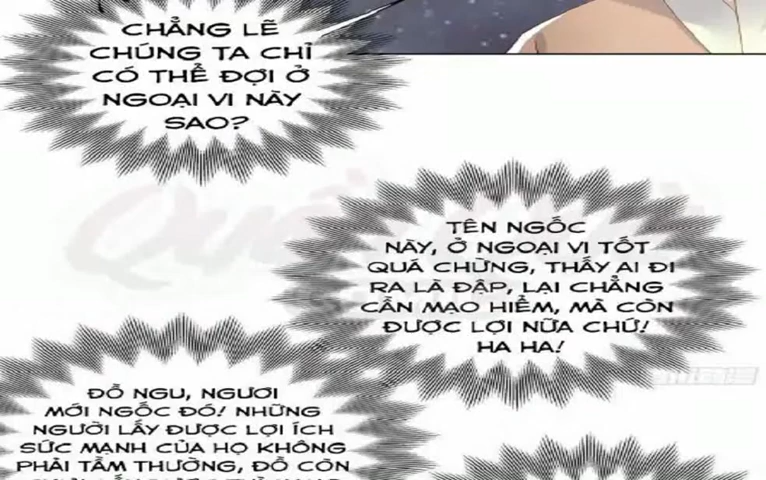 CHẲNG LẼ
CHÚNG TA CHỈ
CÓ THỂ ĐỢI Ở
NGOẠI VI NÀY
SAO?
TÊN NGỐC
NÀY, Ở NGOẠI VI TỐT
QUÁ CHỪNG, THẤY AI ĐI
RA LÀ ĐẬP, LẠI CHẲNG
CẦN MẠO HIỂM, MÀ CÒN
ĐƯỢC LỢI NỮA CHỨ!
HA HA!
ĐỒ NGU, NGƯƠI
MỚI NGỐC ĐÓ! NHỮNG
NGƯỜI LẤY ĐƯỢC LỢI ÍCH
SỨC MẠNH CỦA HỌ KHÔNG
PHẢI TẦM THƯỜNG, ĐỒ CÒN